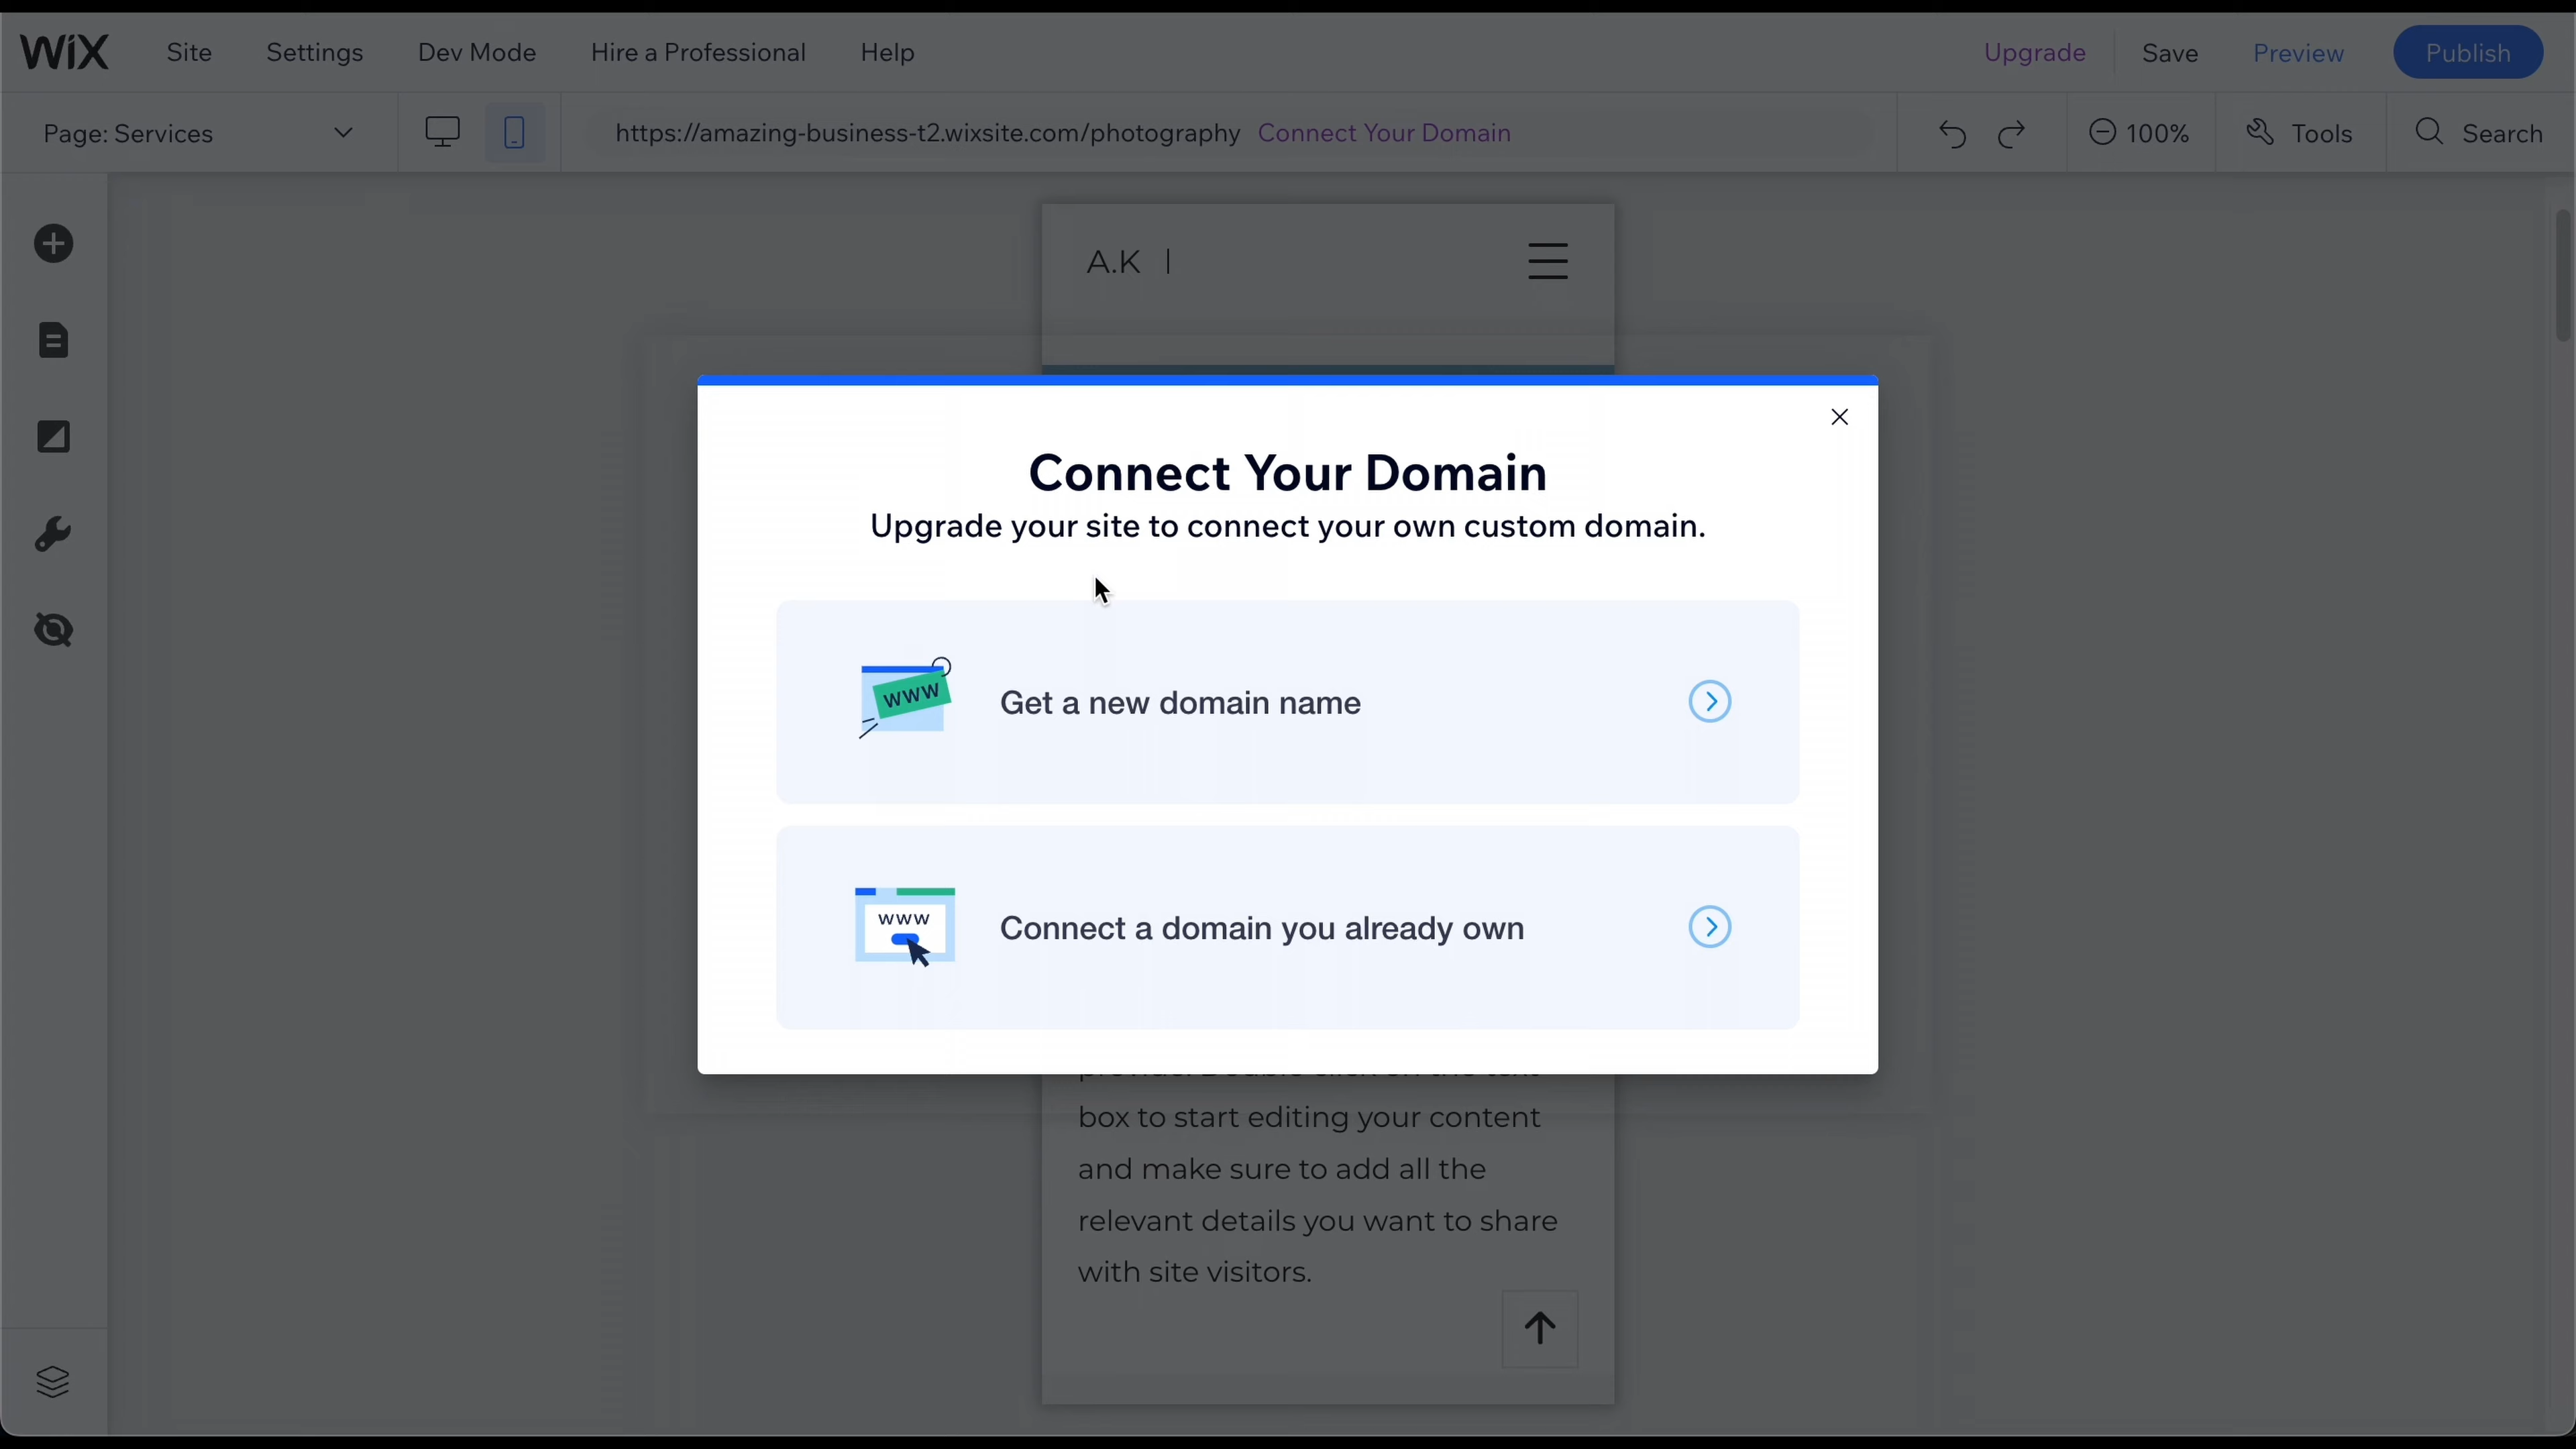 WiX Site Settings Dev Mode Hire a Professional Help Upgrade Save Preview Publish
Page: Services https://amazing-business-t2.wixsite.com/photography Connect Your Domain 100% Tools Search
A.K |
Connect Your Domain
Upgrade your site to connect your own custom domain.
www
Get a new domain name
www
Connect a domain you already own
box to start editing your content
and make sure to add all the
relevant details you want to share
with site visitors.